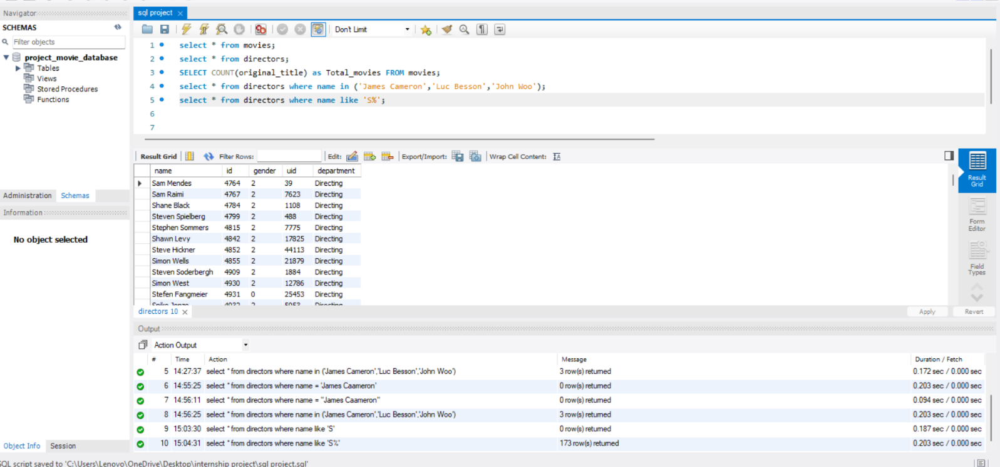 Navigator
SCHEMAS
Filter objects
project_movie_database
Tables
Views
Stored Procedures
Functions
Administration Schemas
Information
No object selected
Object Info Session
sql project
Don't Limit
1 select * from movies;
2 select * from directors;
3 SELECT COUNT(original_title) as Total_movies FROM movies;
4 select * from directors where name in ('James Cameron','Luc Besson','John Woo');
5 select * from directors where name like 'S%';
6
7
Result Grid Filter Rows: Edit: Export/Import: Wrap Cell Content:
name id gender uid department
Sam Mendes 4764 2 39 Directing
Sam Raimi 4767 2 7623 Directing
Shane Black 4784 2 1108 Directing
Steven Spielberg 4799 2 488 Directing
Stephen Sommers 4815 2 7775 Directing
Shawn Levy 4842 2 17825 Directing
Steve Hickner 4852 2 44113 Directing
Simon Wells 4855 2 21879 Directing
Steven Soderbergh 4909 2 1884 Directing
Simon West 4930 2 12786 Directing
Stefen Fangmeier 4931 0 25453 Directing
Result
Grid
Form
Editor
Field
Types
directors 10
Apply Revert
Output
Action Output
# Time Action Message Duration / Fetch
5 14:27:37 select * from directors where name in ('James Cameron','Luc Besson','John Woo') 3 row(s) returned 0.172 sec / 0.000 sec
6 14:55:25 select * from directors where name = 'James Caameron' 0 row(s) returned 0.203 sec / 0.000 sec
7 14:56:11 select * from directors where name = "James Caameron" 0 row(s) returned 0.094 sec / 0.000 sec
8 14:56:25 select * from directors where name in ('James Cameron','Luc Besson','John Woo') 3 row(s) returned 0.203 sec / 0.000 sec
9 15:03:30 select * from directors where name like 'S' 0 row(s) returned 0.187 sec / 0.000 sec
10 15:04:31 select * from directors where name like 'S%' 173 row(s) returned 0.203 sec / 0.000 sec
SQL script saved to 'C:\Users\Lenovo\OneDrive\Desktop\internship project\sql project.sql'